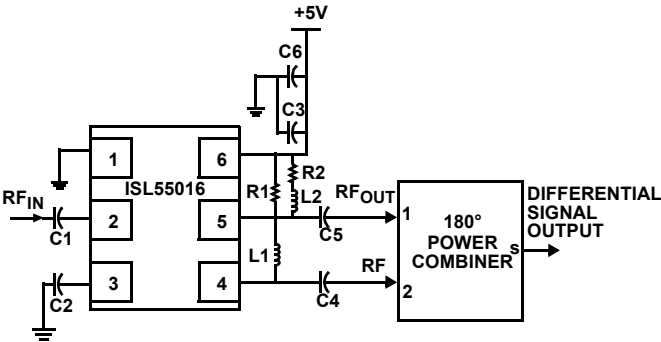 +5V
C6
C3
1
6
R2
ISL55016
R1
L2
RF_IN
RF_OUT
DIFFERENTIAL
SIGNAL
OUTPUT
2
5
1
180°
POWER
COMBINER
S
C1
C5
L1
RF
3
4
2
C2
C4